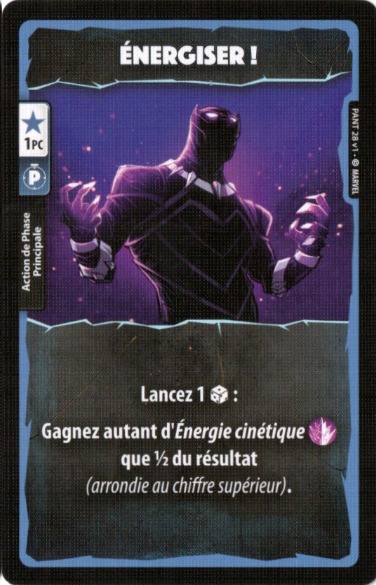 ÉNERGISER !
1PC
P
Action de Phase
Principale
PANT 28 v1 - © MARVEL
Lancez 1 :
Gagnez autant d'Énergie cinétique
que ½ du résultat
(arrondie au chiffre supérieur).